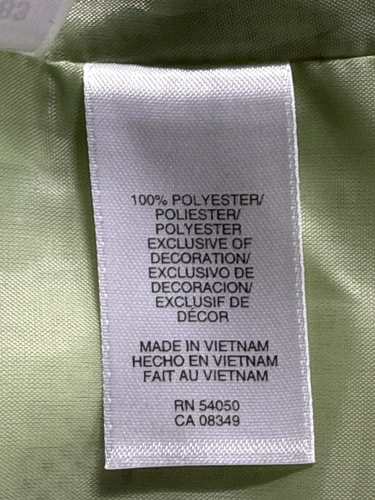 100% POLYESTER/
POLIESTER/
POLYESTER
EXCLUSIVE OF
DECORATION/
EXCLUSIVO DE
DECORACION/
EXCLUSIF DE
DÉCOR
MADE IN VIETNAM
HECHO EN VIETNAM
FAIT AU VIETNAM
RN 54050
CA 08349